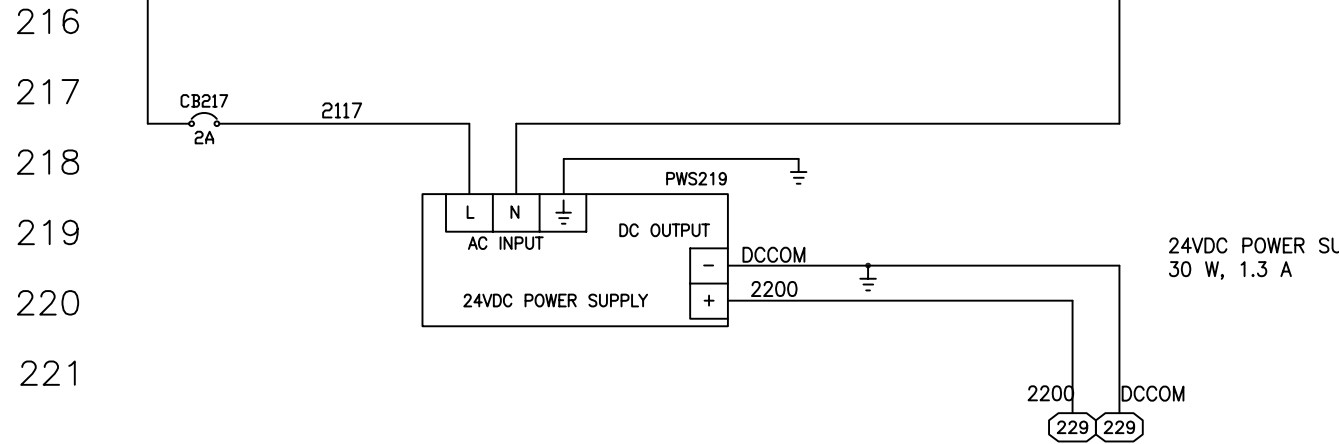 216
217
CB217
2117
2A
218
PWS219
L N
219
DC OUTPUT
AC INPUT
24VDC POWER SU
- DCCOM
30 W, 1.3 A
220
24VDC POWER SUPPLY
+ 2200
221
2200 DCCOM
229 229